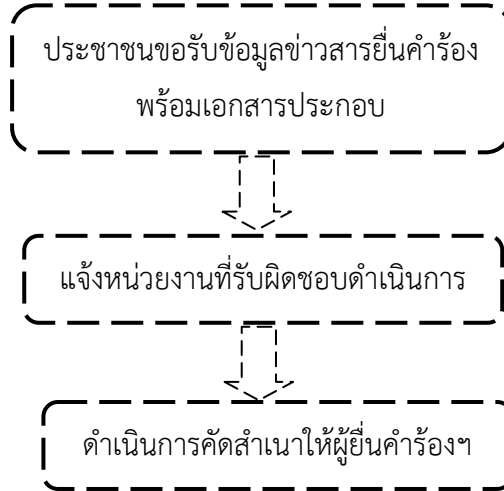 ประชาชนขอรับข้อมูลข่าวสารยื่นคำร้อง
พร้อมเอกสารประกอบ
แจ้งหน่วยงานที่รับผิดชอบดำเนินการ
ดำเนินการคัดสำเนาให้ผู้ยื่นคำร้องฯ